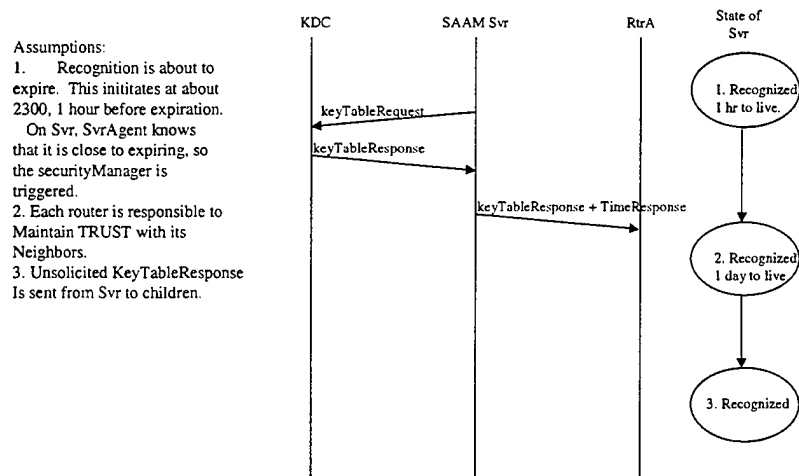 KDC
SAAM Svr
RtrA
State of
Svr
Assumptions:
1. Recognition is about to
expire. This inititates at about
2300, 1 hour before expiration.
On Svr, SvrAgent knows
that it is close to expiring, so
the securityManager is
triggered.
2. Each router is responsible to
Maintain TRUST with its
Neighbors.
3. Unsolicited KeyTableResponse
Is sent from Svr to children.
keyTableRequest
keyTableResponse
keyTableResponse + TimeResponse
1. Recognized
1 hr to live.
2. Recognized
1 day to live
3. Recognized